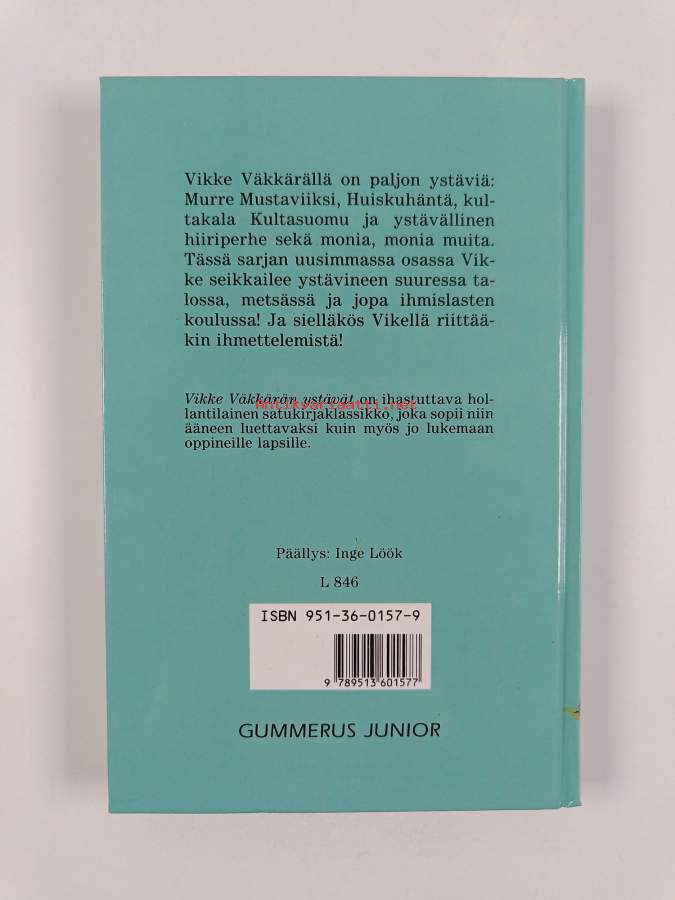 Vikke Väkkärällä on paljon ystäviä:
Murre Mustaviiksi, Huiskuhäntä, kul-
takala Kultasuomu ja ystävällinen
hiiriperhe sekä monia, monia muita.
Tässä sarjan uusimmassa osassa Vik-
ke seikkailee ystävineen suuressa ta-
lossa, metsässä ja jopa ihmislasten
koulussa! Ja sielläkös Vikellä riittää-
kin ihmettelemistä!
Vikke Väkkärän ystävät on ihastuttava hol-
Antikvariaatti.net
lantilainen satukirjaklassikko, joka sopii niin
ääneen luettavaksi kuin myös jo lukemaan
oppineille lapsille.
Päällys: Inge Löök
L 846
ISBN 951-36-0157-9
9 789513 601577
GUMMERUS JUNIOR